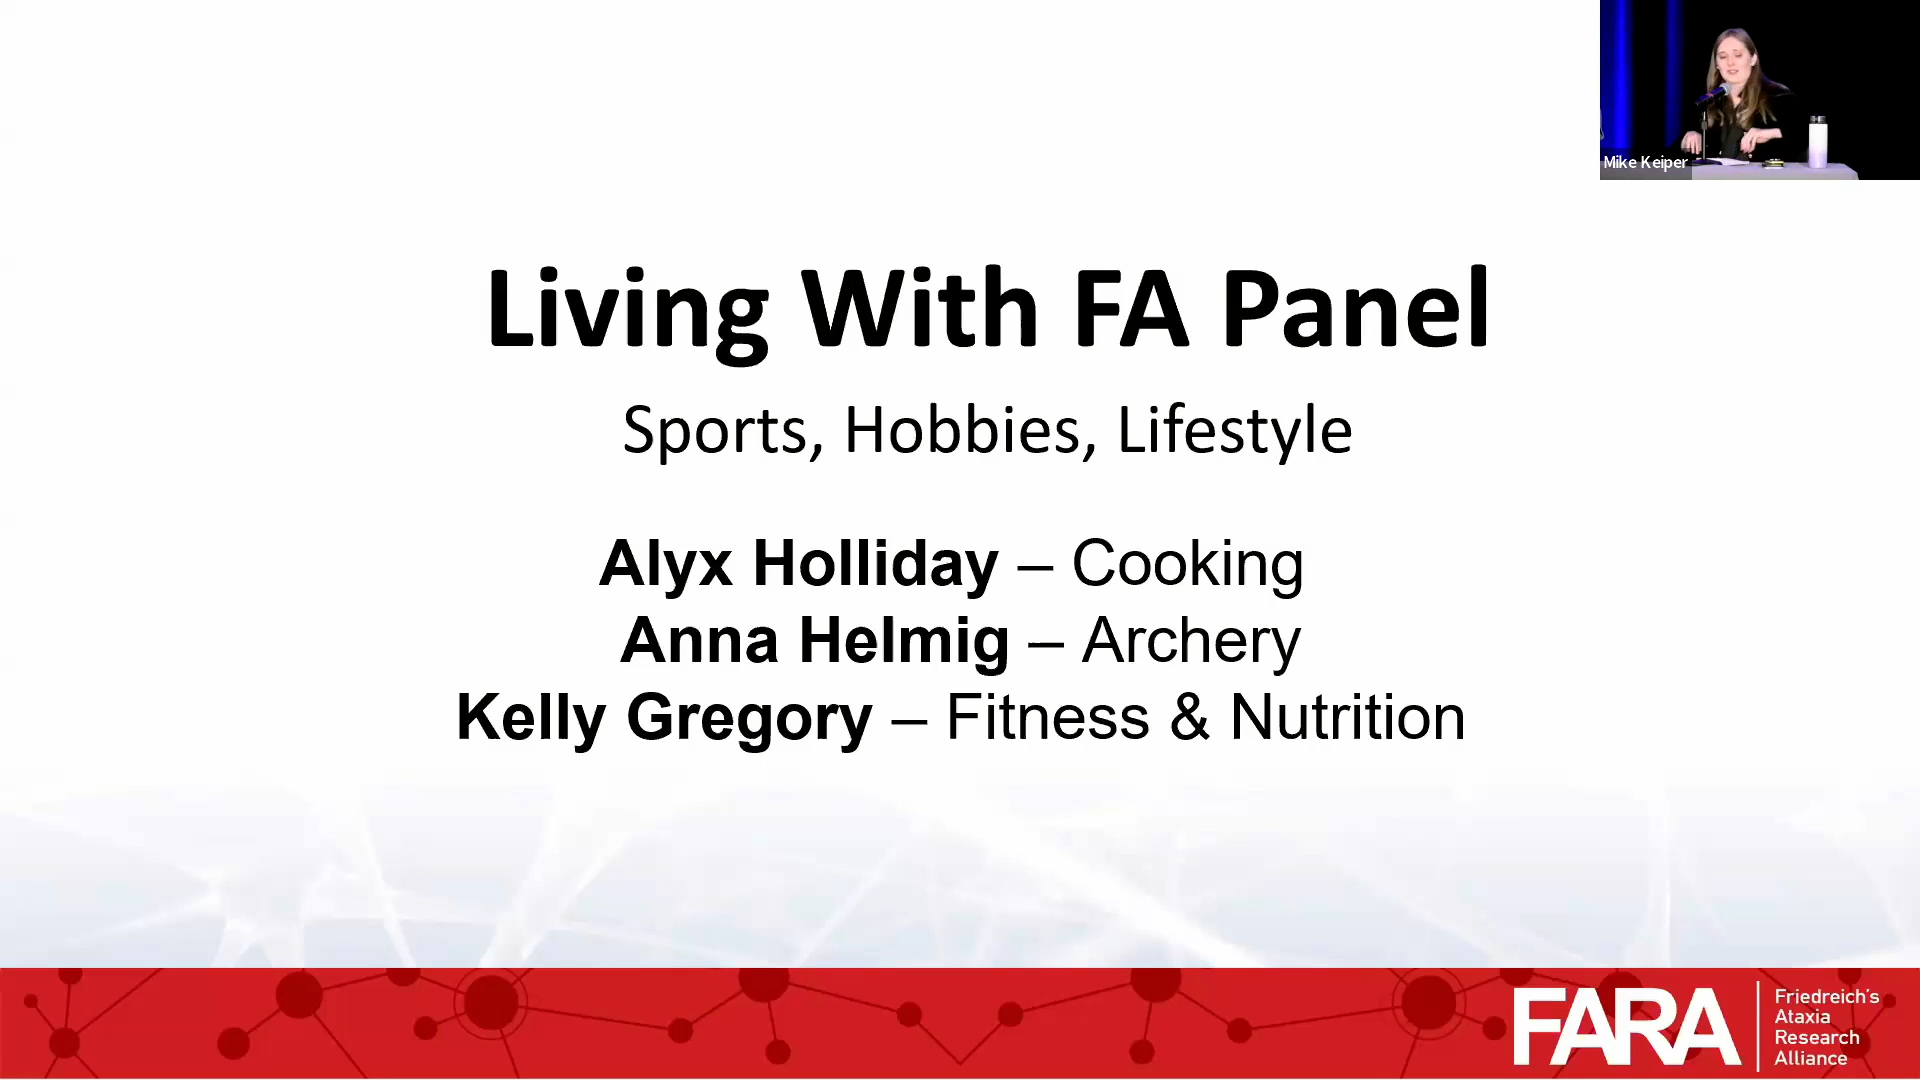 Mike Keiper
Living With FA Panel
Sports, Hobbies, Lifestyle
Alyx Holliday – Cooking
Anna Helmig – Archery
Kelly Gregory – Fitness & Nutrition
FARA
Friedreich's
Ataxia
Research
Alliance